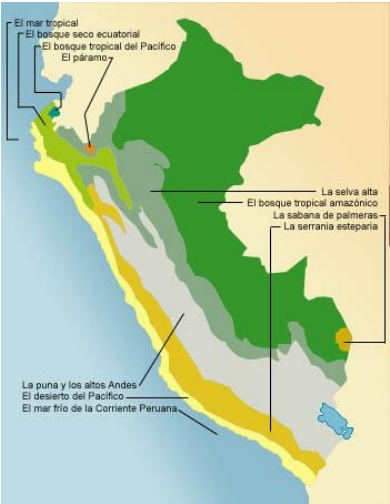 El mar tropical
El bosque seco ecuatorial
El bosque tropical del Pacífico
El páramo
La selva alta
El bosque tropical amazónico
La sabana de palmeras
La serrania esteparia
La puna y los altos Andes
El desierto del Pacífico
El mar frío de la Corriente Peruana